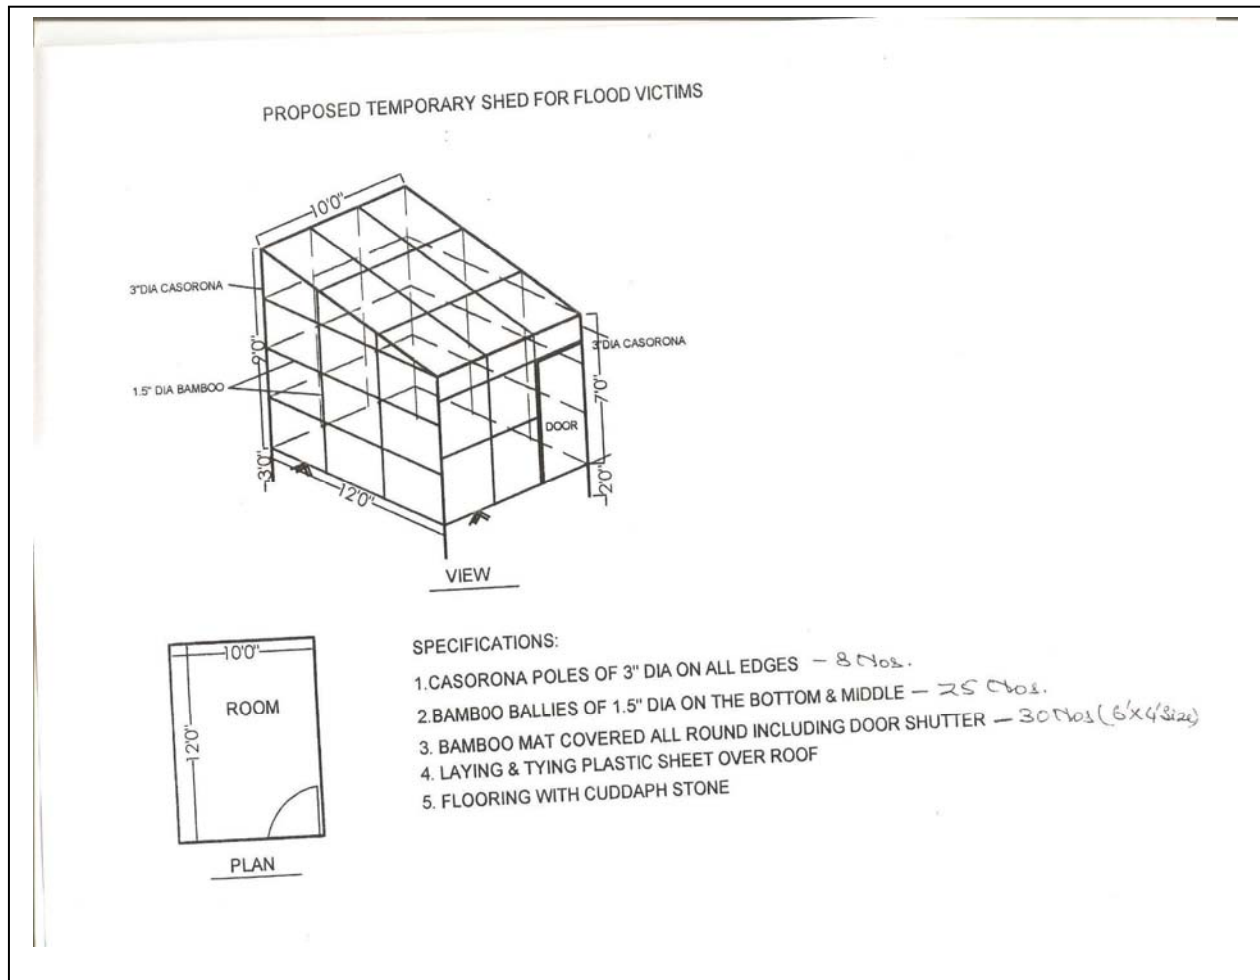 PROPOSED TEMPORARY SHED FOR FLOOD VICTIMS
10'0"
3"DIA CASORONA
9'0"
3"DIA CASORONA
1.5" DIA BAMBOO
7'0"
DOOR
3'0"
12'0"
2'0"
VIEW
10'0"
ROOM
12'0"
PLAN
SPECIFICATIONS:
1.CASORONA POLES OF 3" DIA ON ALL EDGES – 8 Nos.
2.BAMBOO BALLIES OF 1.5" DIA ON THE BOTTOM & MIDDLE – 25 Nos.
3. BAMBOO MAT COVERED ALL ROUND INCLUDING DOOR SHUTTER – 30 Nos (6'x4' Size)
4. LAYING & TYING PLASTIC SHEET OVER ROOF
5. FLOORING WITH CUDDAPH STONE